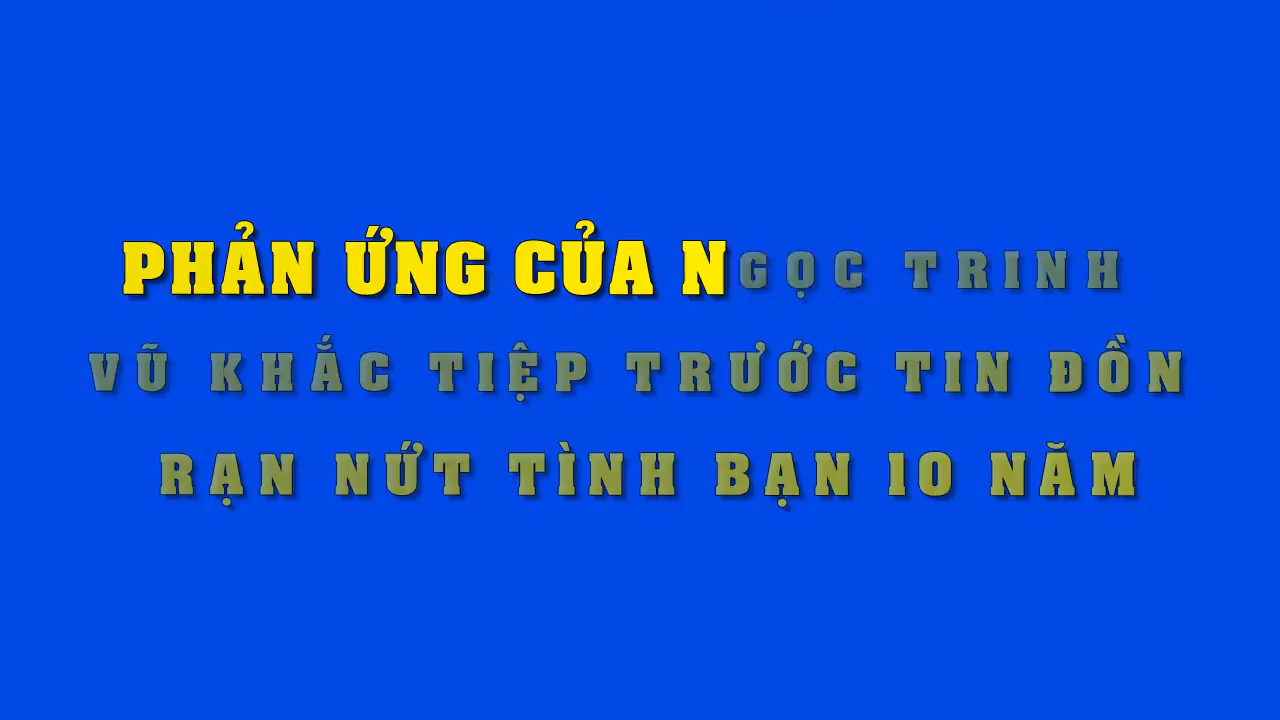 PHẢN ỨNG CỦA NGỌC TRINH
VŨ KHẮC TIỆP TRƯỚC TIN ĐỒN
RẠN NỨT TÌNH BẠN 10 NĂM